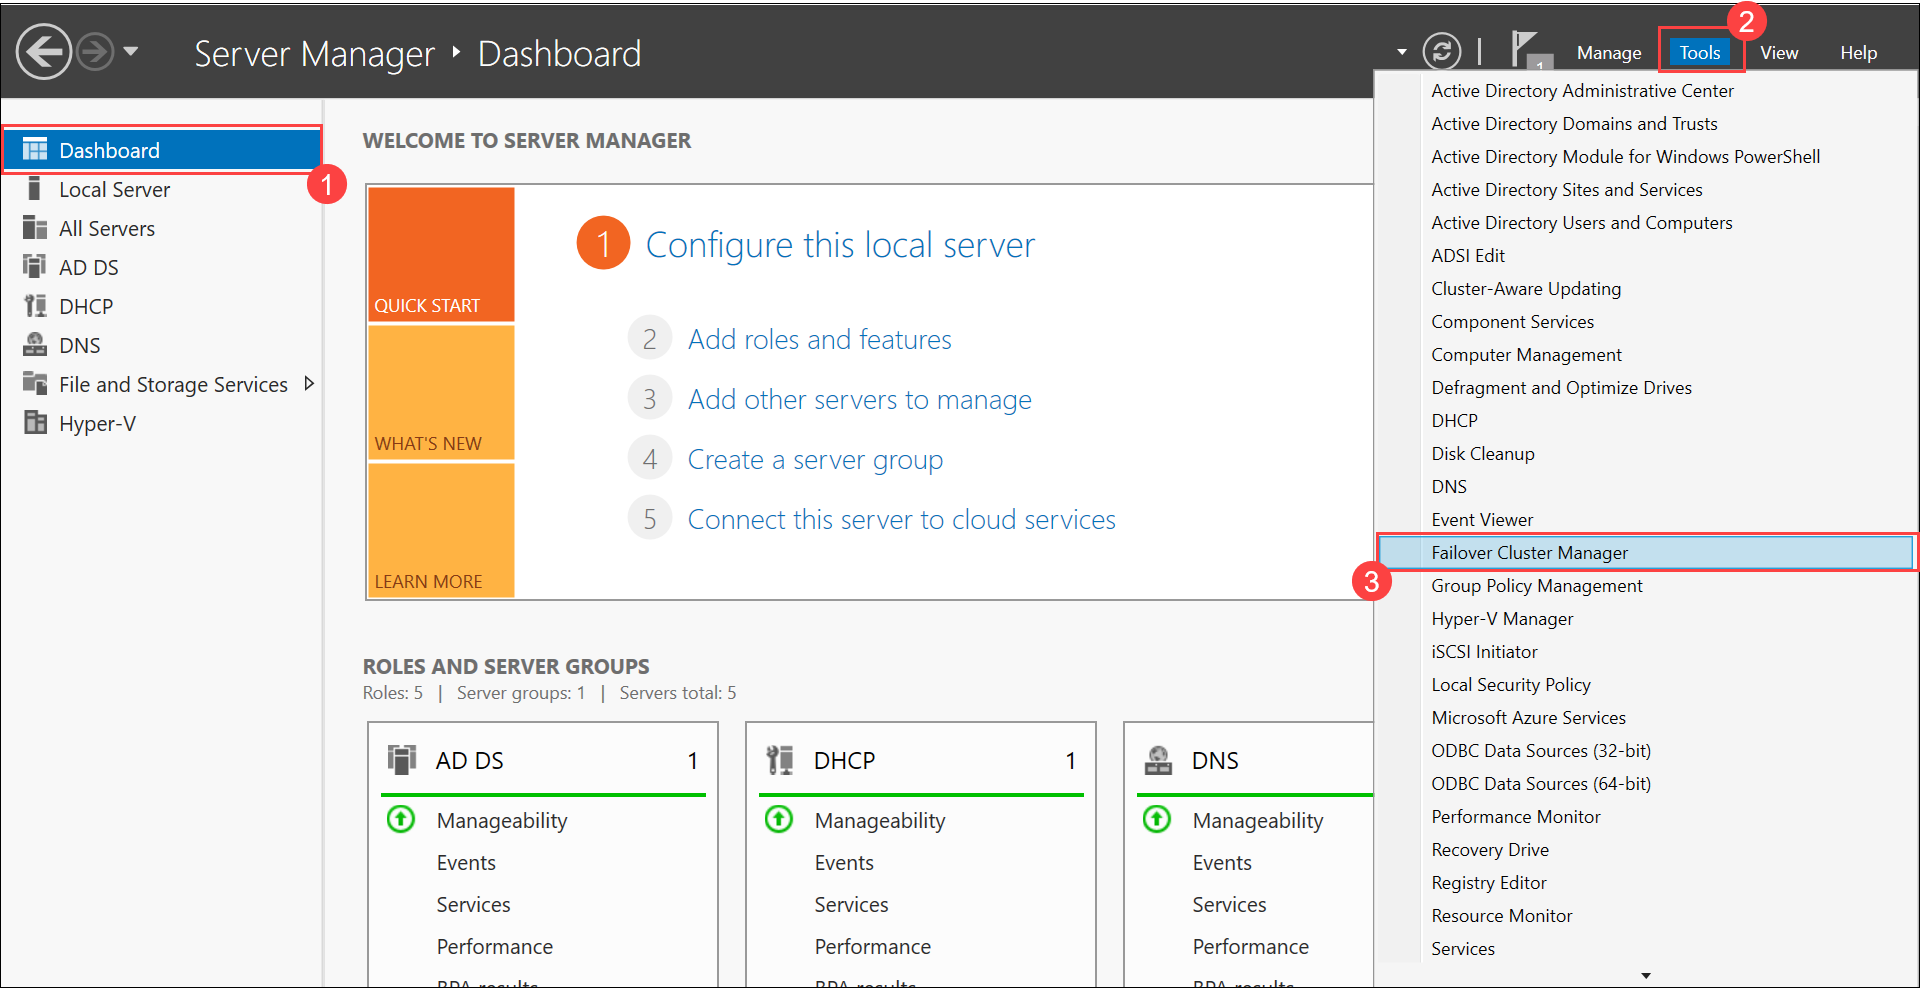 Server Manager ‣ Dashboard
1
Manage
Tools
View
Help
2
Dashboard
1
Local Server
All Servers
AD DS
DHCP
DNS
File and Storage Services
Hyper-V
WELCOME TO SERVER MANAGER
QUICK START
WHAT'S NEW
LEARN MORE
1 Configure this local server
2 Add roles and features
3 Add other servers to manage
4 Create a server group
5 Connect this server to cloud services
ROLES AND SERVER GROUPS
Roles: 5 | Server groups: 1 | Servers total: 5
AD DS 1
Manageability
Events
Services
Performance
BPA results
DHCP 1
Manageability
Events
Services
Performance
BPA results
DNS
Manageability
Events
Services
Performance
BPA results
Active Directory Administrative Center
Active Directory Domains and Trusts
Active Directory Module for Windows PowerShell
Active Directory Sites and Services
Active Directory Users and Computers
ADSI Edit
Cluster-Aware Updating
Component Services
Computer Management
Defragment and Optimize Drives
DHCP
Disk Cleanup
DNS
Event Viewer
Failover Cluster Manager
3
Group Policy Management
Hyper-V Manager
iSCSI Initiator
Local Security Policy
Microsoft Azure Services
ODBC Data Sources (32-bit)
ODBC Data Sources (64-bit)
Performance Monitor
Recovery Drive
Registry Editor
Resource Monitor
Services